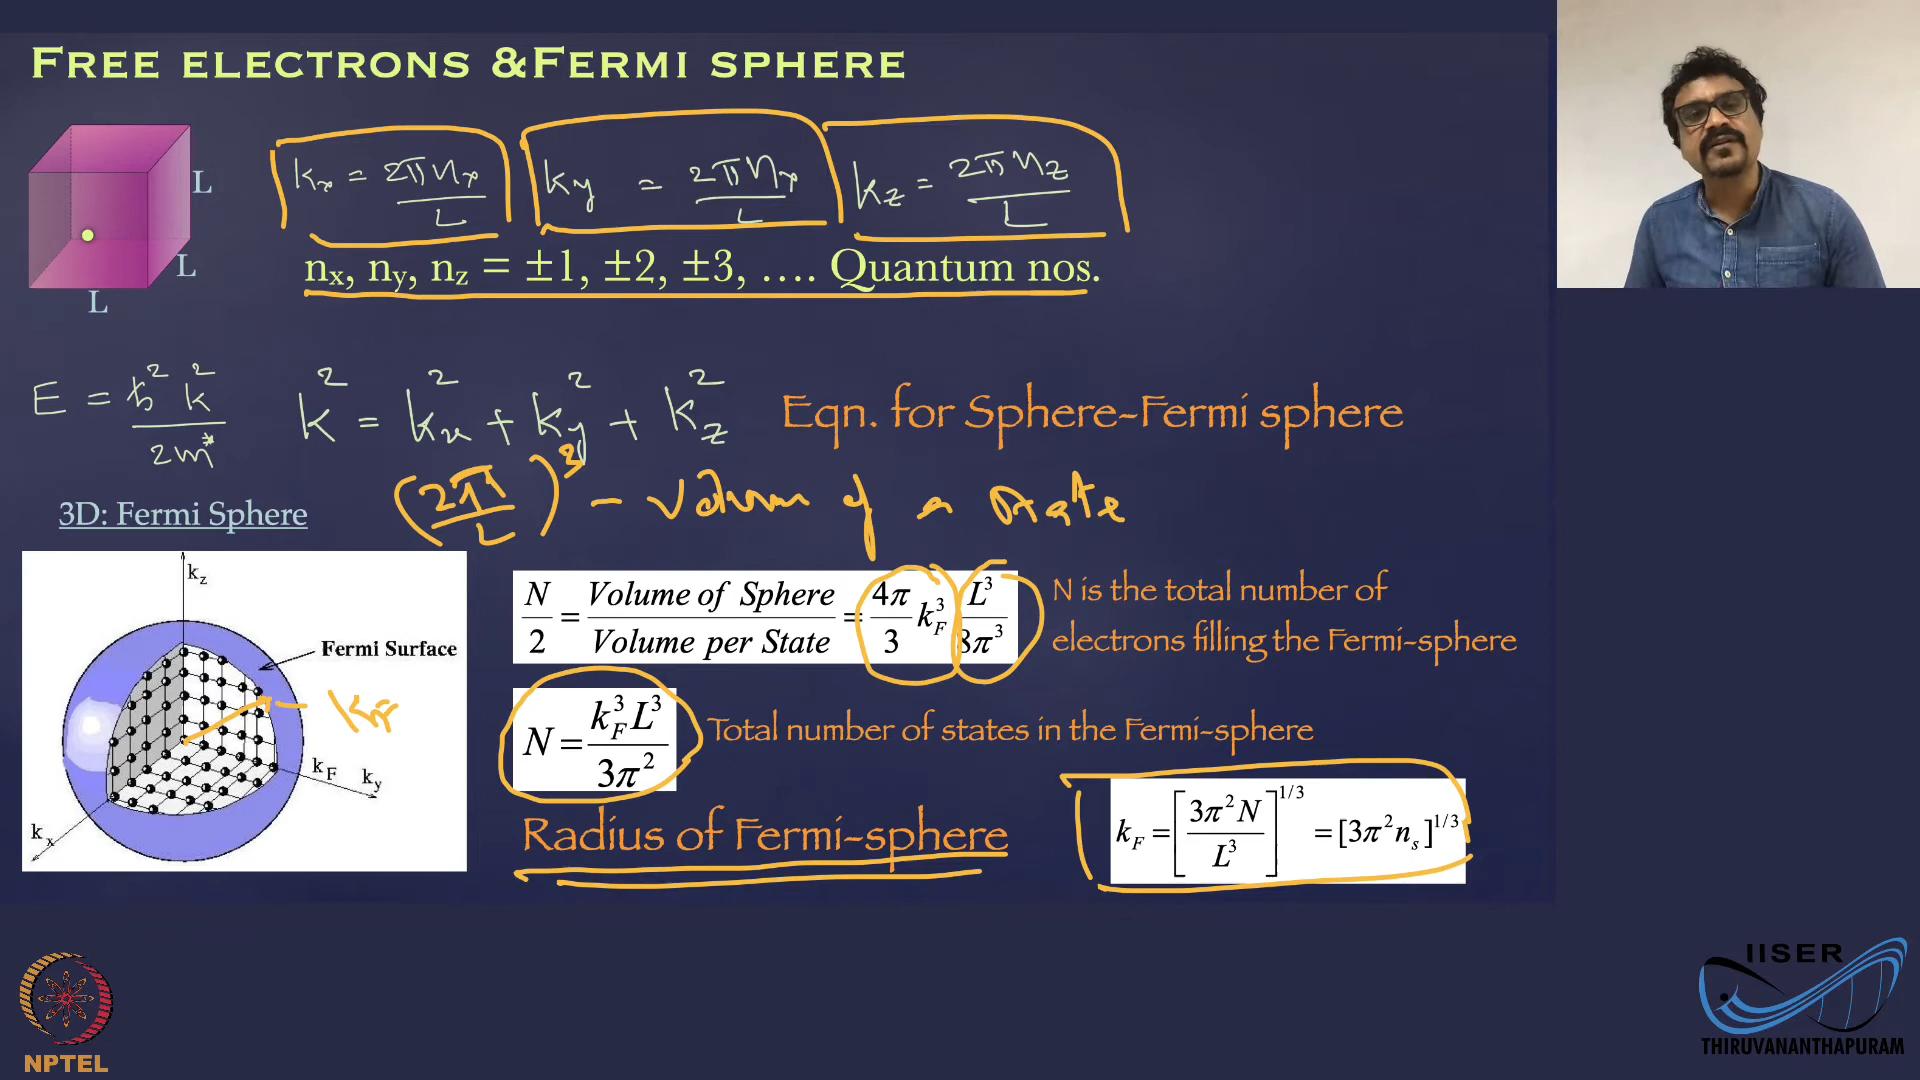 FREE ELECTRONS &FERMI SPHERE
L
L
L
kx = 2πnx/L
ky = 2πny/L
kz = 2πnz/L
nx, ny, nz = ±1, ±2, ±3, .... Quantum nos.
E = ℏ²k²/2m*
k² = kx² + ky² + kz²
Eqn. for Sphere-Fermi sphere
(2π/L)³ - Volum of a state
3D: Fermi Sphere
kz
Fermi Surface
kF
kF
ky
kx
N/2 = Volume of Sphere/Volume per State = 4π/3 kF³ L³/8π³
N is the total number of
electrons filling the Fermi-sphere
N = kF³L³/3π²
Total number of states in the Fermi-sphere
Radius of Fermi-sphere
kF = [3π²N/L³]^1/3 = [3π²ns]^1/3
NPTEL
IISER
THIRUVANANTHAPURAM